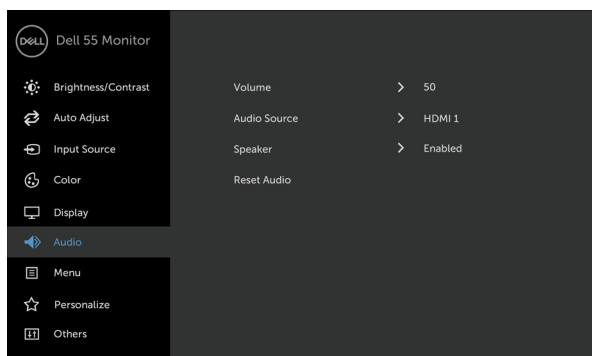 DELL Dell 55 Monitor
Brightness/Contrast
Auto Adjust
Input Source
Color
Display
Audio
Menu
Personalize
Others
Volume 50
Audio Source HDMI 1
Speaker Enabled
Reset Audio